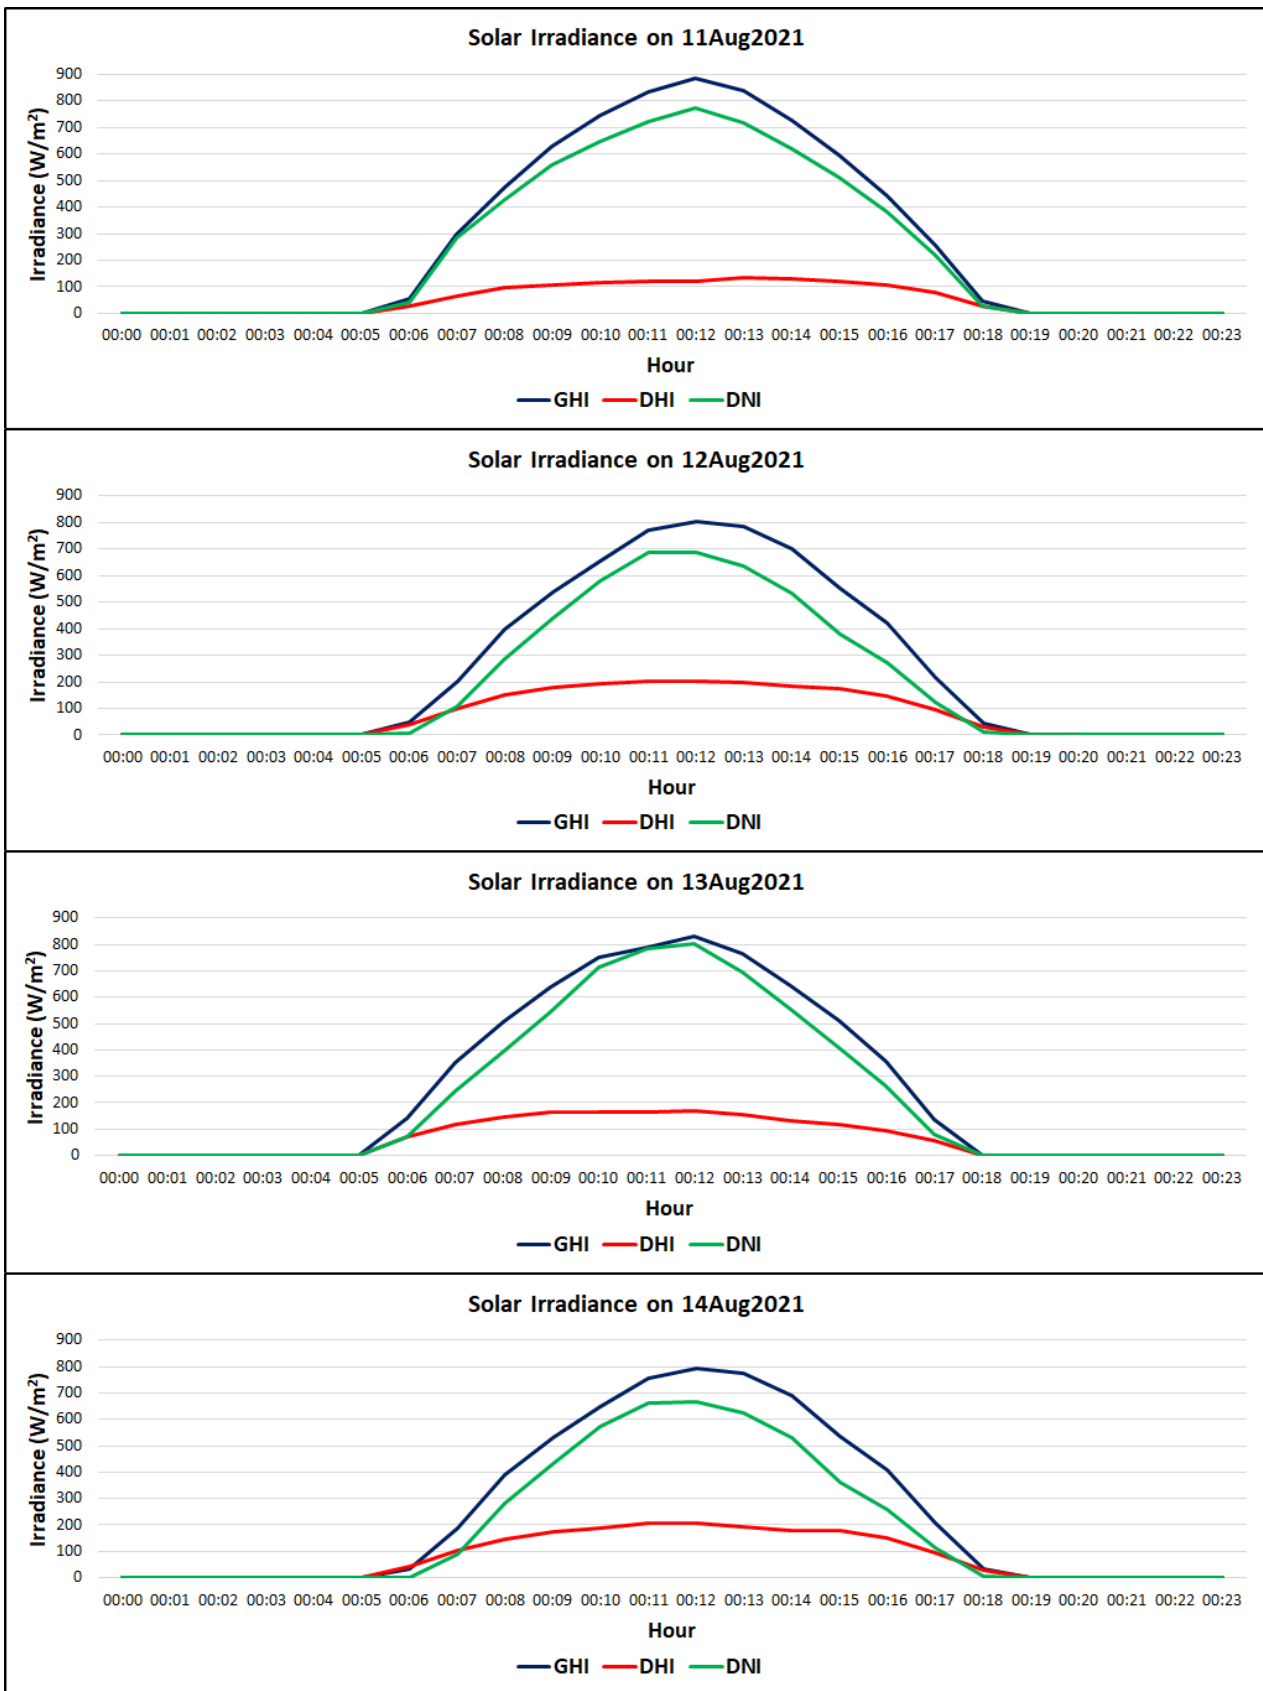 Solar Irradiance on 11Aug2021
Irradiance (W/m²)
900
800
700
600
500
400
300
200
100
0
00:00 00:01 00:02 00:03 00:04 00:05 00:06 00:07 00:08 00:09 00:10 00:11 00:12 00:13 00:14 00:15 00:16 00:17 00:18 00:19 00:20 00:21 00:22 00:23
Hour
GHI DHI DNI
Solar Irradiance on 12Aug2021
Irradiance (W/m²)
900
800
700
600
500
400
300
200
100
0
00:00 00:01 00:02 00:03 00:04 00:05 00:06 00:07 00:08 00:09 00:10 00:11 00:12 00:13 00:14 00:15 00:16 00:17 00:18 00:19 00:20 00:21 00:22 00:23
Hour
GHI DHI DNI
Solar Irradiance on 13Aug2021
Irradiance (W/m²)
900
800
700
600
500
400
300
200
100
0
00:00 00:01 00:02 00:03 00:04 00:05 00:06 00:07 00:08 00:09 00:10 00:11 00:12 00:13 00:14 00:15 00:16 00:17 00:18 00:19 00:20 00:21 00:22 00:23
Hour
GHI DHI DNI
Solar Irradiance on 14Aug2021
Irradiance (W/m²)
900
800
700
600
500
400
300
200
100
0
00:00 00:01 00:02 00:03 00:04 00:05 00:06 00:07 00:08 00:09 00:10 00:11 00:12 00:13 00:14 00:15 00:16 00:17 00:18 00:19 00:20 00:21 00:22 00:23
Hour
GHI DHI DNI